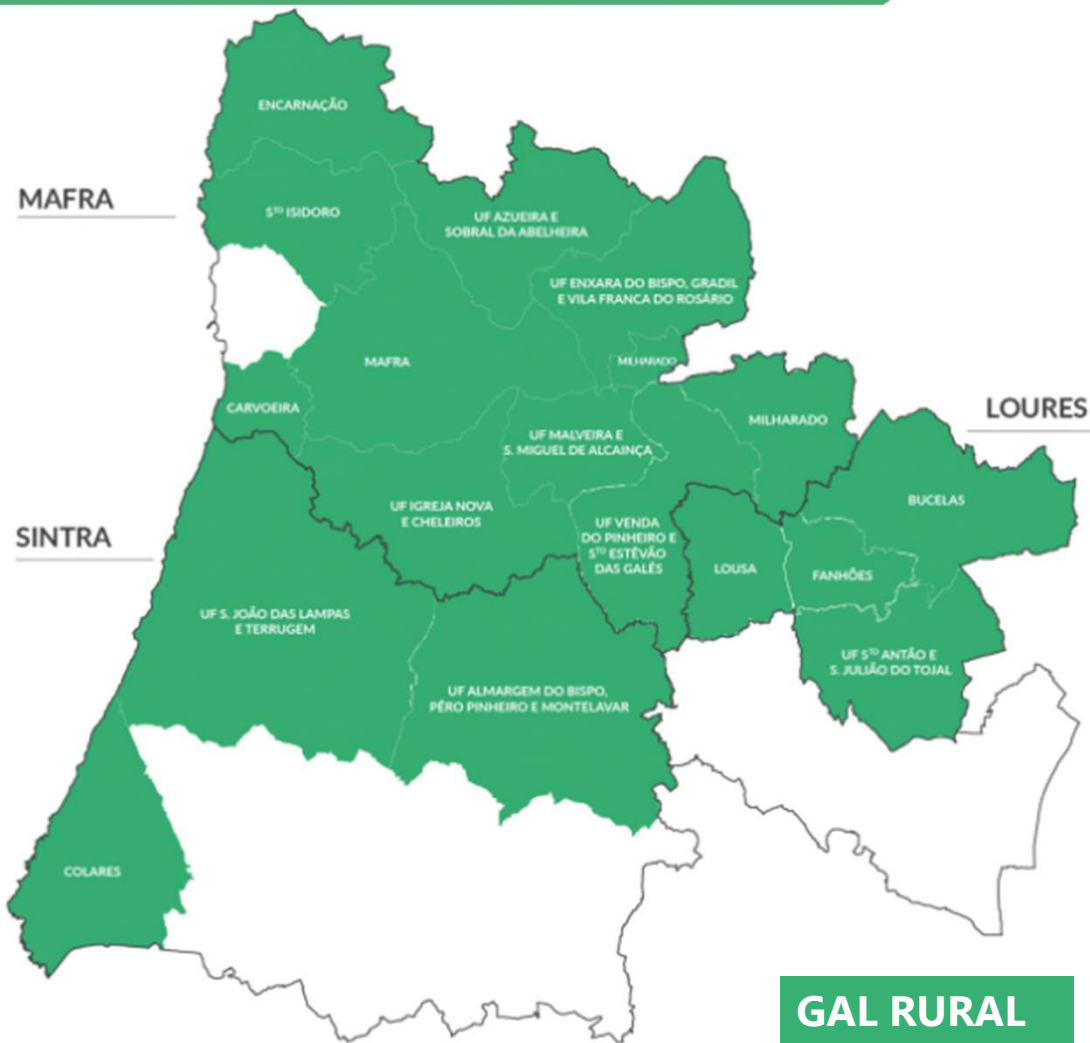 ENCARNAÇÃO
MAFRA
STO ISIDORO
UF AZUEIRA E
SOBRAL DA ABELHEIRA
UF ENXARA DO BISPO, GRADIL
E VILA FRANCA DO ROSÁRIO
MAFRA
MILHARADO
CARVOEIRA
MILHARADO
LOURES
UF MALVEIRA E
S. MIGUEL DE ALCAINÇA
BUCELAS
UF IGREJA NOVA
E CHELEIROS
SINTRA
UF VENDA
DO PINHEIRO E
STO ESTÊVÃO
DAS GALÉS
LOUSA
FANHÕES
UF S. JOÃO DAS LAMPAS
E TERRUGEM
UF STO ANTÃO E
S. JULIÃO DO TOJAL
UF ALMARGEM DO BISPO,
PÊRO PINHEIRO E MONTELAVAR
COLARES
GAL RURAL